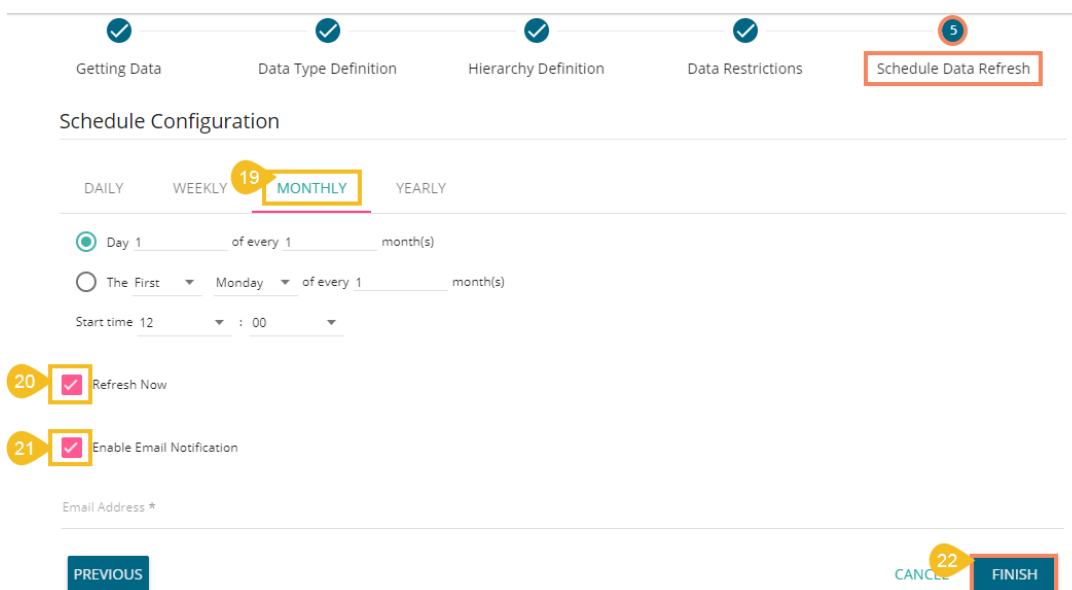 5
Getting Data Data Type Definition Hierarchy Definition Data Restrictions Schedule Data Refresh
Schedule Configuration
DAILY WEEKLY 19 MONTHLY YEARLY
Day 1 of every 1 month(s)
The First Monday of every 1 month(s)
Start time 12 : 00
20 Refresh Now
21 Enable Email Notification
Email Address *
PREVIOUS CANCEL 22 FINISH